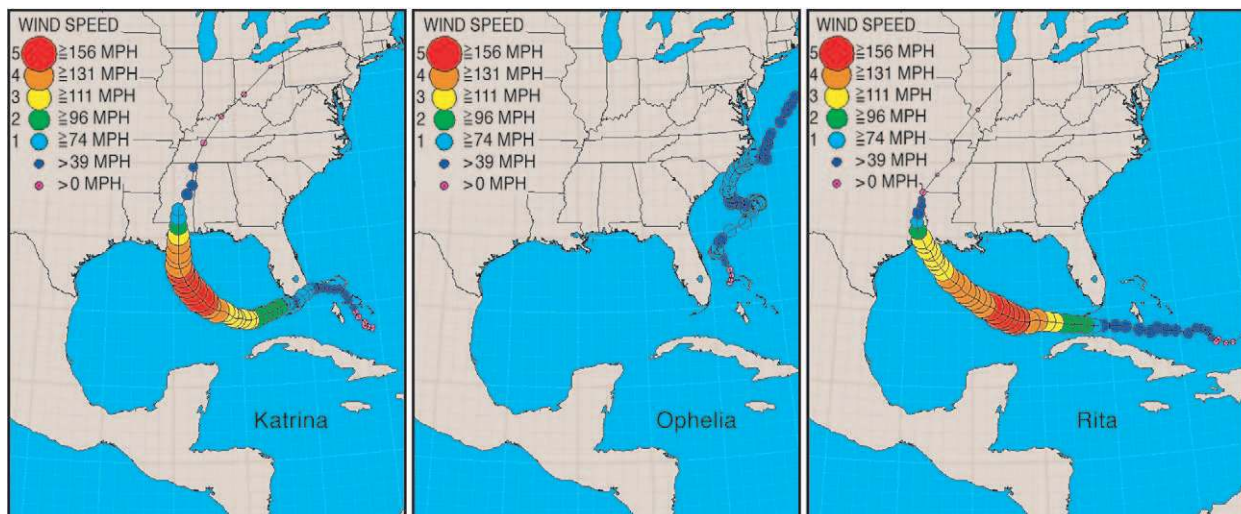 WIND SPEED
5 ≧156 MPH
4 ≧131 MPH
3 ≧111 MPH
2 ≧96 MPH
1 ≧74 MPH
>39 MPH
>0 MPH
Katrina
WIND SPEED
5 ≧156 MPH
4 ≧131 MPH
3 ≧111 MPH
2 ≧96 MPH
1 ≧74 MPH
>39 MPH
>0 MPH
Ophelia
WIND SPEED
5 ≧156 MPH
4 ≧131 MPH
3 ≧111 MPH
2 ≧96 MPH
1 ≧74 MPH
>39 MPH
>0 MPH
Rita